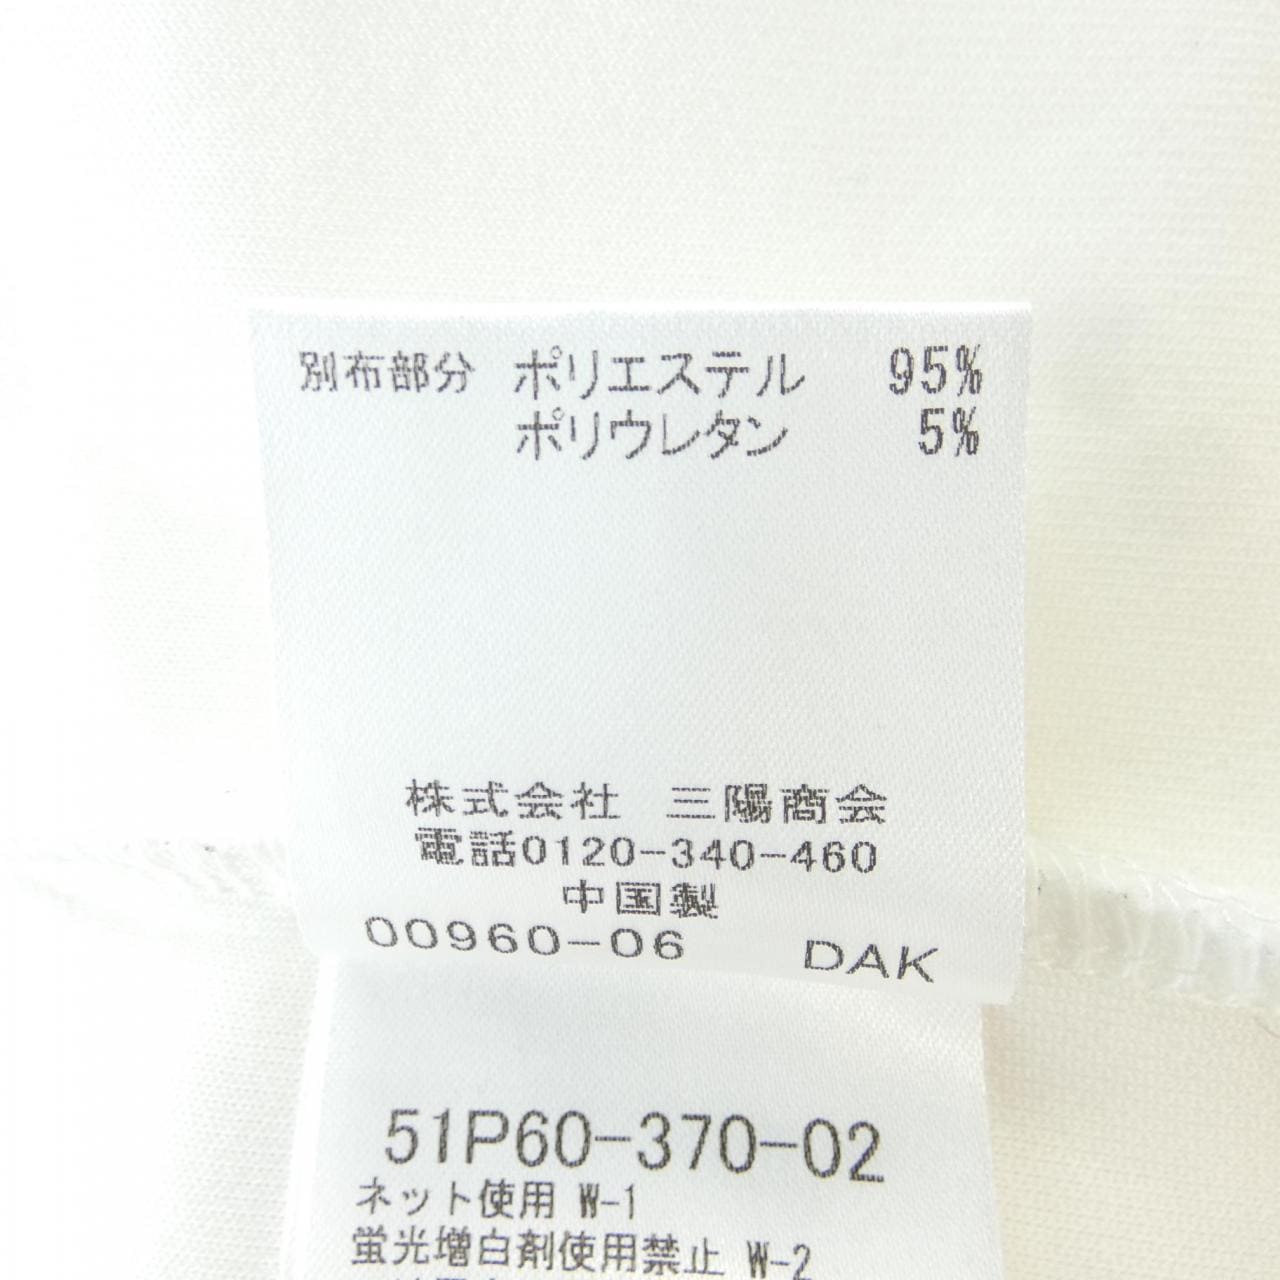 別布部分 ポリエステル 95%
ポリウレタン 5%
株式会社 三陽商会
電話0120-340-460
中国製
00960-06 DAK
51P60-370-02
ネット使用 W-1
蛍光増白剤使用禁止 W-2